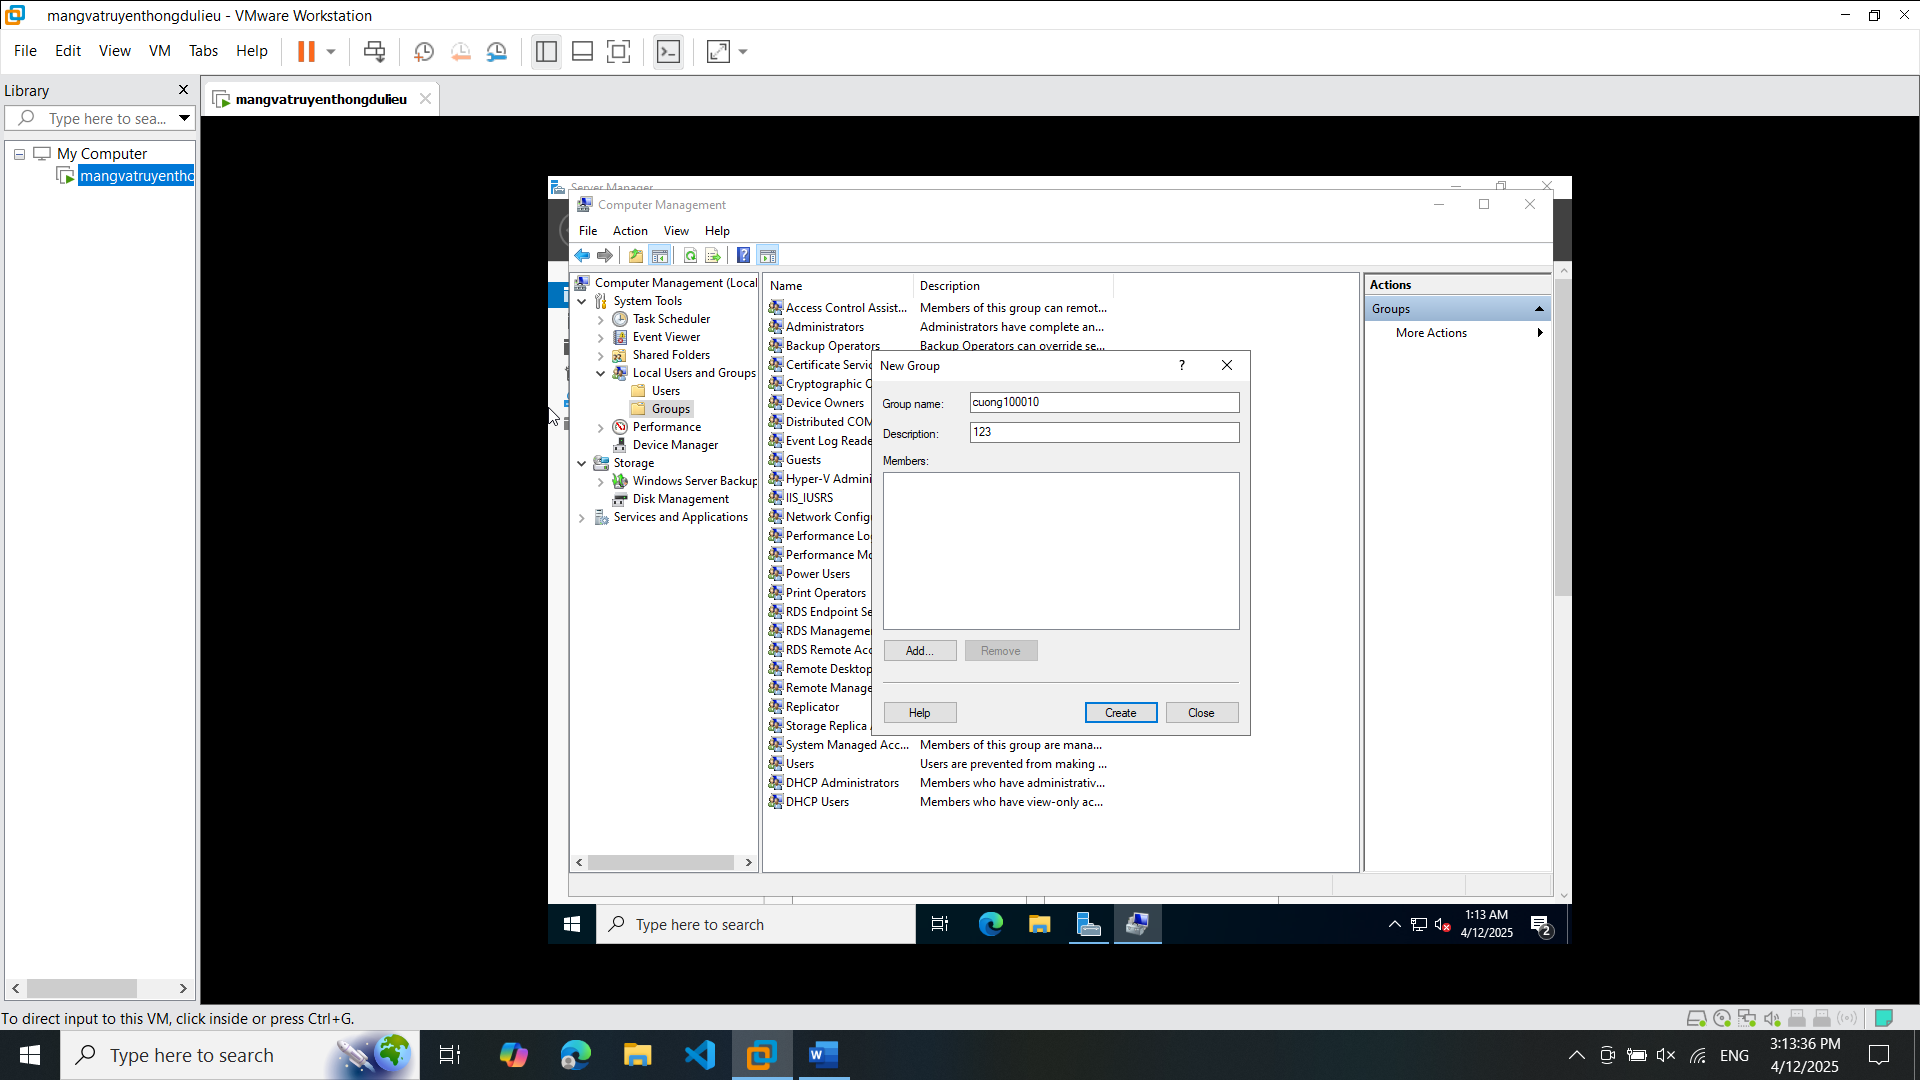 mangvatruyenthongdulieu - VMware Workstation
File Edit View VM Tabs Help
Library
mangvatruyenthongdulieu
Type here to sea...
My Computer
mangvatruyentho
Server Manager
Computer Management
File Action View Help
Computer Management (Local
System Tools
Task Scheduler
Event Viewer
Shared Folders
Local Users and Groups
Users
Groups
Performance
Device Manager
Storage
Windows Server Backup
Disk Management
Services and Applications
Name Description
Access Control Assist... Members of this group can remot...
Administrators Administrators have complete an...
Backup Operators Backup Operators can override se...
Certificate Servic
Cryptographic
Device Owners
Distributed COM
Event Log Reade
Guests
Hyper-V Admini
IIS_IUSRS
Network Config
Performance Log
Performance Mo
Power Users
Print Operators
RDS Endpoint Se
RDS Manageme
RDS Remote Acc
Remote Desktop
Remote Manage
Replicator
Storage Replica
System Managed Acc... Members of this group are mana...
Users Users are prevented from making ...
DHCP Administrators Members who have administrativ...
DHCP Users Members who have view-only ac...
New Group
?
Group name: cuong100010
Description: 123
Members:
Add... Remove
Help Create Close
Actions
Groups
More Actions
Type here to search
1:13 AM
4/12/2025
2
To direct input to this VM, click inside or press Ctrl+G.
Type here to search
ENG
3:13:36 PM
4/12/2025